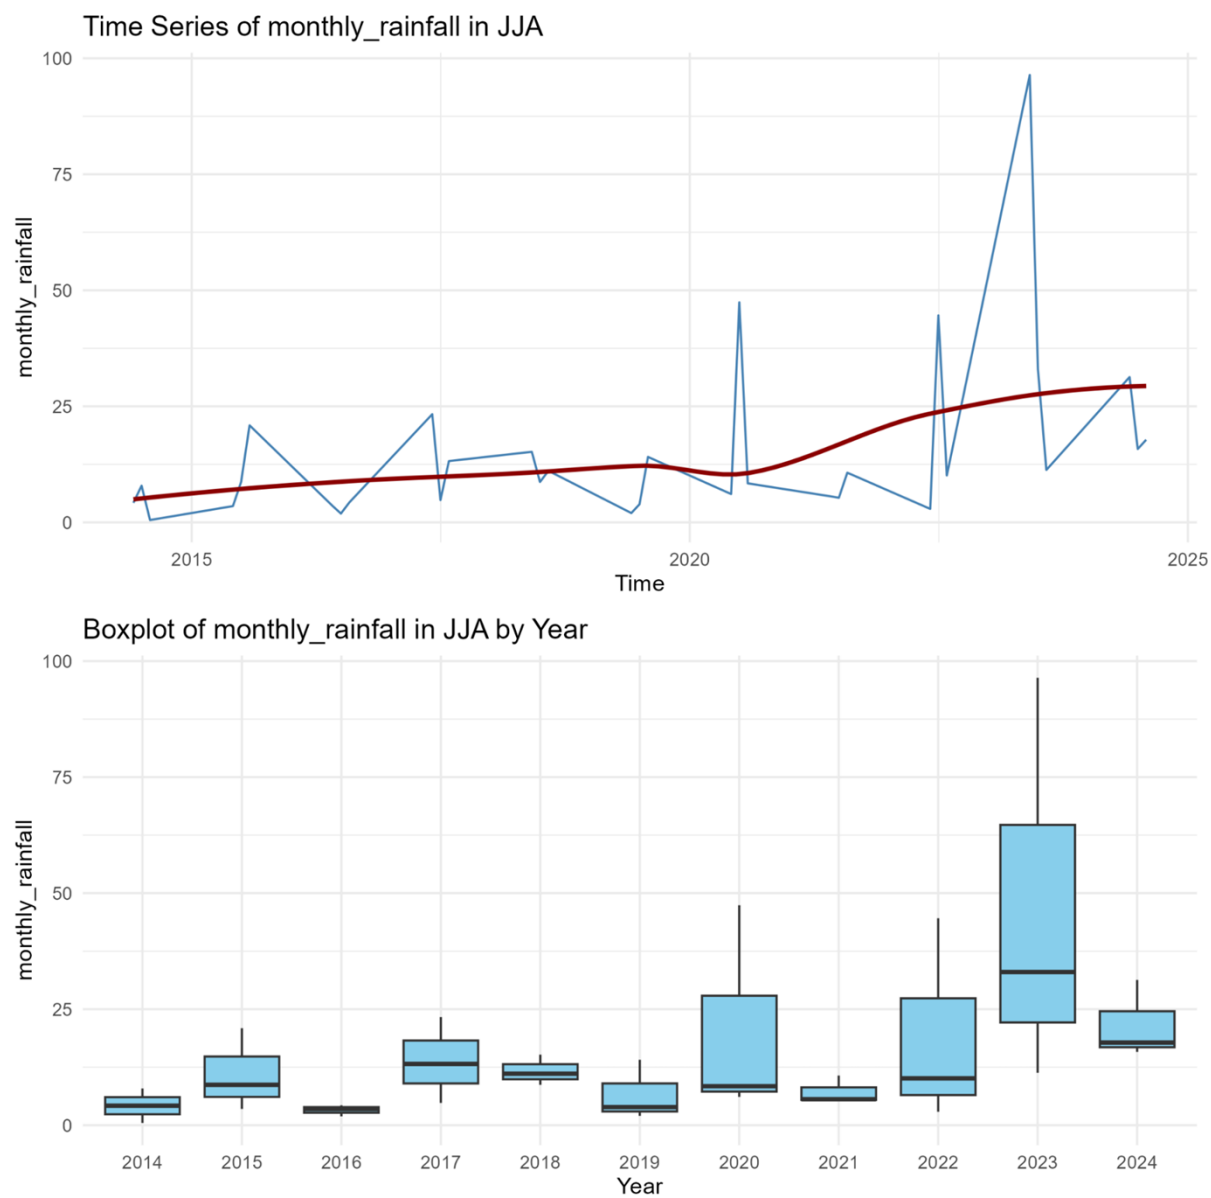 Time Series of monthly_rainfall in JJA
monthly_rainfall
100
75
50
25
0
2015 2020 2025
Time
Boxplot of monthly_rainfall in JJA by Year
monthly_rainfall
100
75
50
25
0
2014 2015 2016 2017 2018 2019 2020 2021 2022 2023 2024
Year